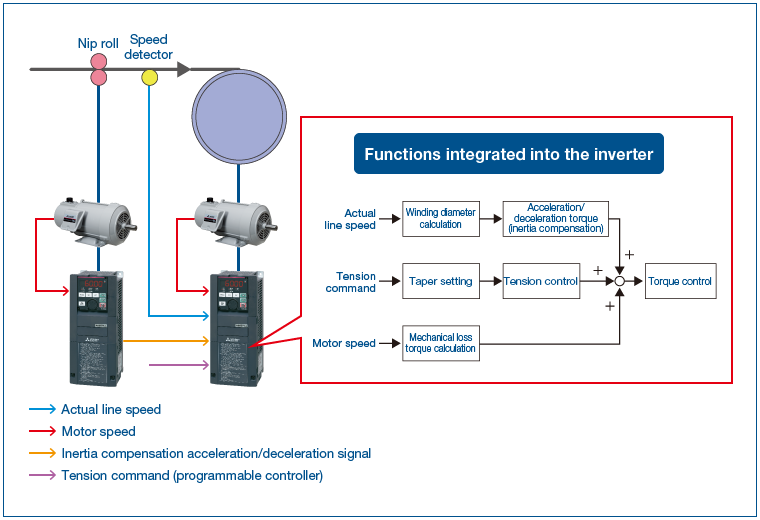 Nip roll
Speed
detector
Functions integrated into the inverter
Actual
line speed
Winding diameter
calculation
Acceleration/
deceleration torque
(inertia compensation)
+
Tension
command
Taper setting
Tension control
+
Torque control
+
Motor speed
Mechanical loss
torque calculation
Actual line speed
Motor speed
Inertia compensation acceleration/deceleration signal
Tension command (programmable controller)